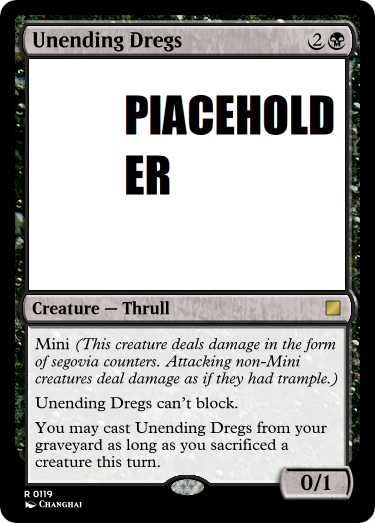 Unending Dregs 2
PIACEHOLD
ER
Creature — Thrull
Mini (This creature deals damage in the form
of segovia counters. Attacking non-Mini
creatures deal damage as if they had trample.)
Unending Dregs can't block.
You may cast Unending Dregs from your
graveyard as long as you sacrificed a
creature this turn.
0/1
R 0119
Changhai